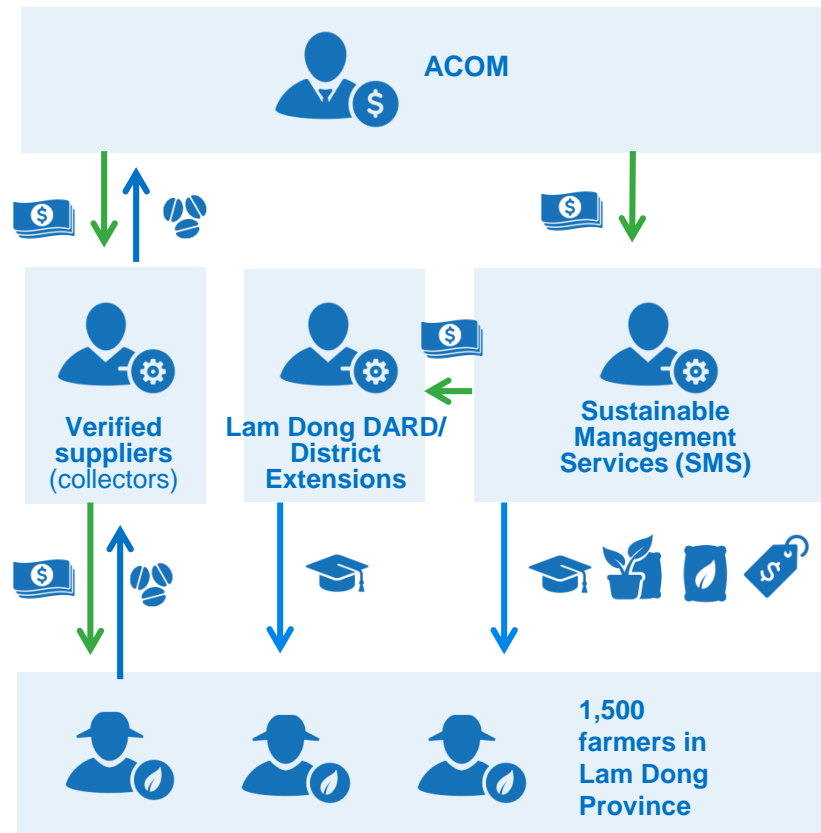 ACOM
Verified
suppliers
(collectors)
Lam Dong DARD/
District
Extensions
Sustainable
Management
Services (SMS)
1,500
farmers in
Lam Dong
Province